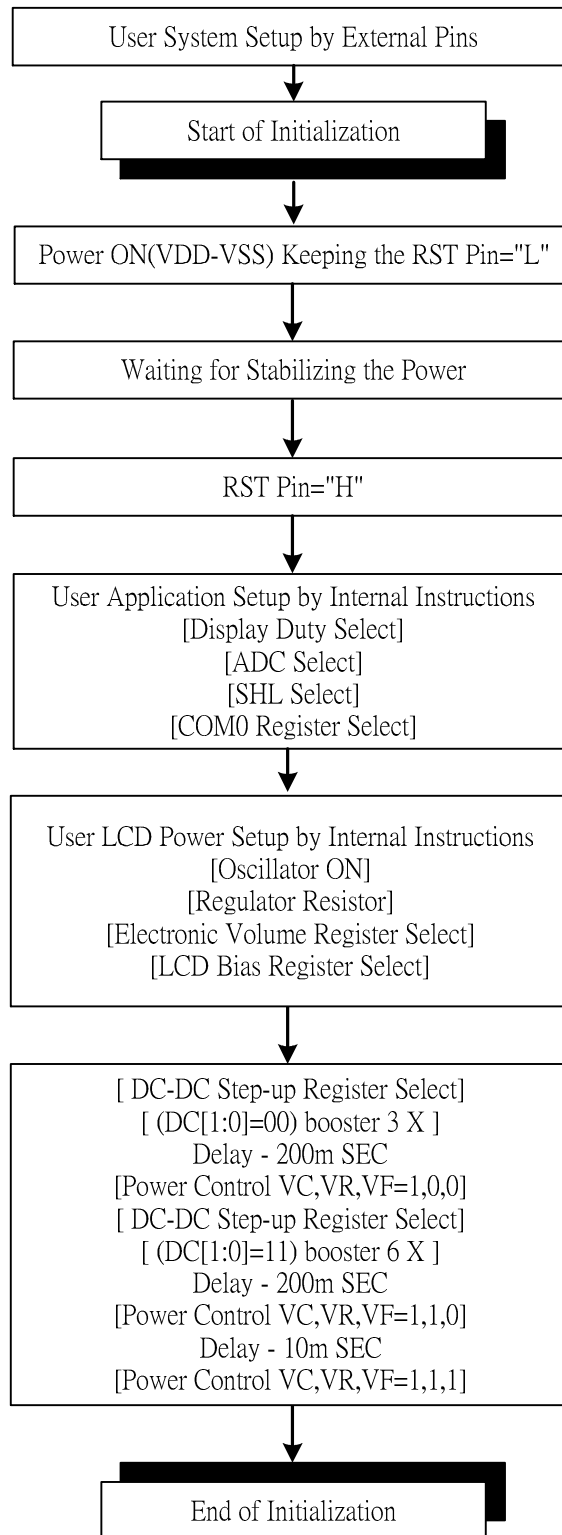 User System Setup by External Pins
Start of Initialization
Power ON(VDD-VSS) Keeping the RST Pin="L"
Waiting for Stabilizing the Power
RST Pin="H"
User Application Setup by Internal Instructions
[Display Duty Select]
[ADC Select]
[SHL Select]
[COM0 Register Select]
User LCD Power Setup by Internal Instructions
[Oscillator ON]
[Regulator Resistor]
[Electronic Volume Register Select]
[LCD Bias Register Select]
[ DC-DC Step-up Register Select]
[ (DC[1:0]=00) booster 3 X ]
Delay - 200m SEC
[Power Control VC,VR,VF=1,0,0]
[ DC-DC Step-up Register Select]
[ (DC[1:0]=11) booster 6 X ]
Delay - 200m SEC
[Power Control VC,VR,VF=1,1,0]
Delay - 10m SEC
[Power Control VC,VR,VF=1,1,1]
End of Initialization